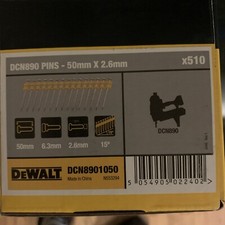 DCN890 PINS - 50mm X 2.6mm
x510
DCN890
50mm
6.3mm
2.6mm
15°
DEWALT
DCN8901050
Made in China
5 054905 022402